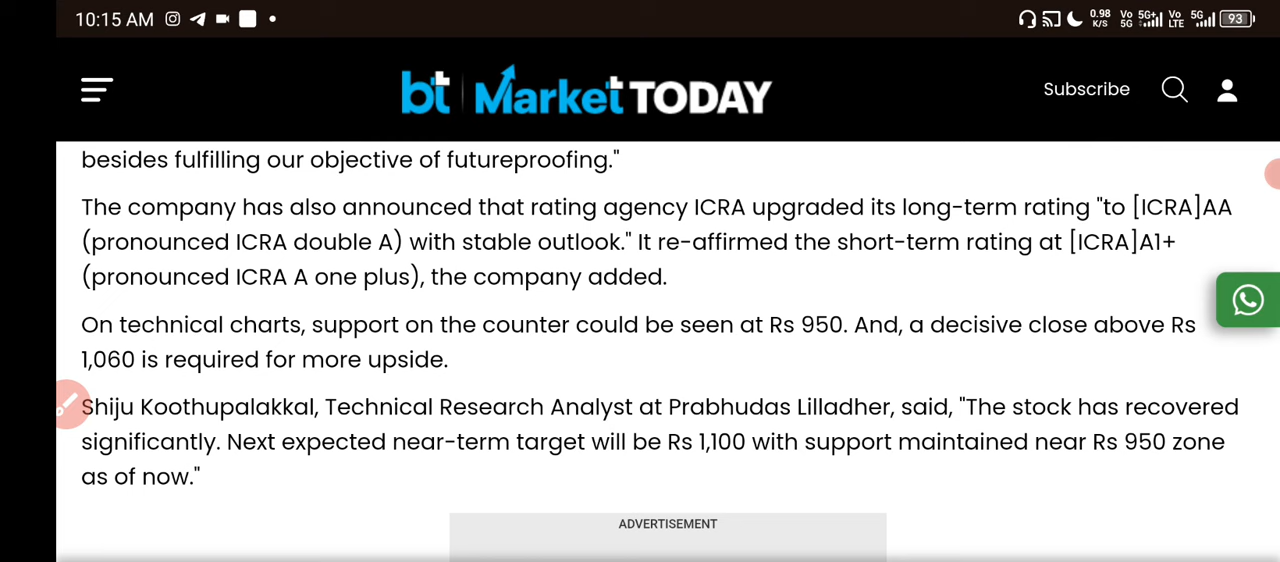 10:15 AM
0.98 K/S Vo 5G 5G+ Vo LTE 5G 93
bt Market TODAY
Subscribe
besides fulfilling our objective of futureproofing."
The company has also announced that rating agency ICRA upgraded its long-term rating "to [ICRA]AA
(pronounced ICRA double A) with stable outlook." It re-affirmed the short-term rating at [ICRA]A1+
(pronounced ICRA A one plus), the company added.
On technical charts, support on the counter could be seen at Rs 950. And, a decisive close above Rs
1,060 is required for more upside.
Shiju Koothupalakkal, Technical Research Analyst at Prabhudas Lilladher, said, "The stock has recovered
significantly. Next expected near-term target will be Rs 1,100 with support maintained near Rs 950 zone
as of now."
ADVERTISEMENT